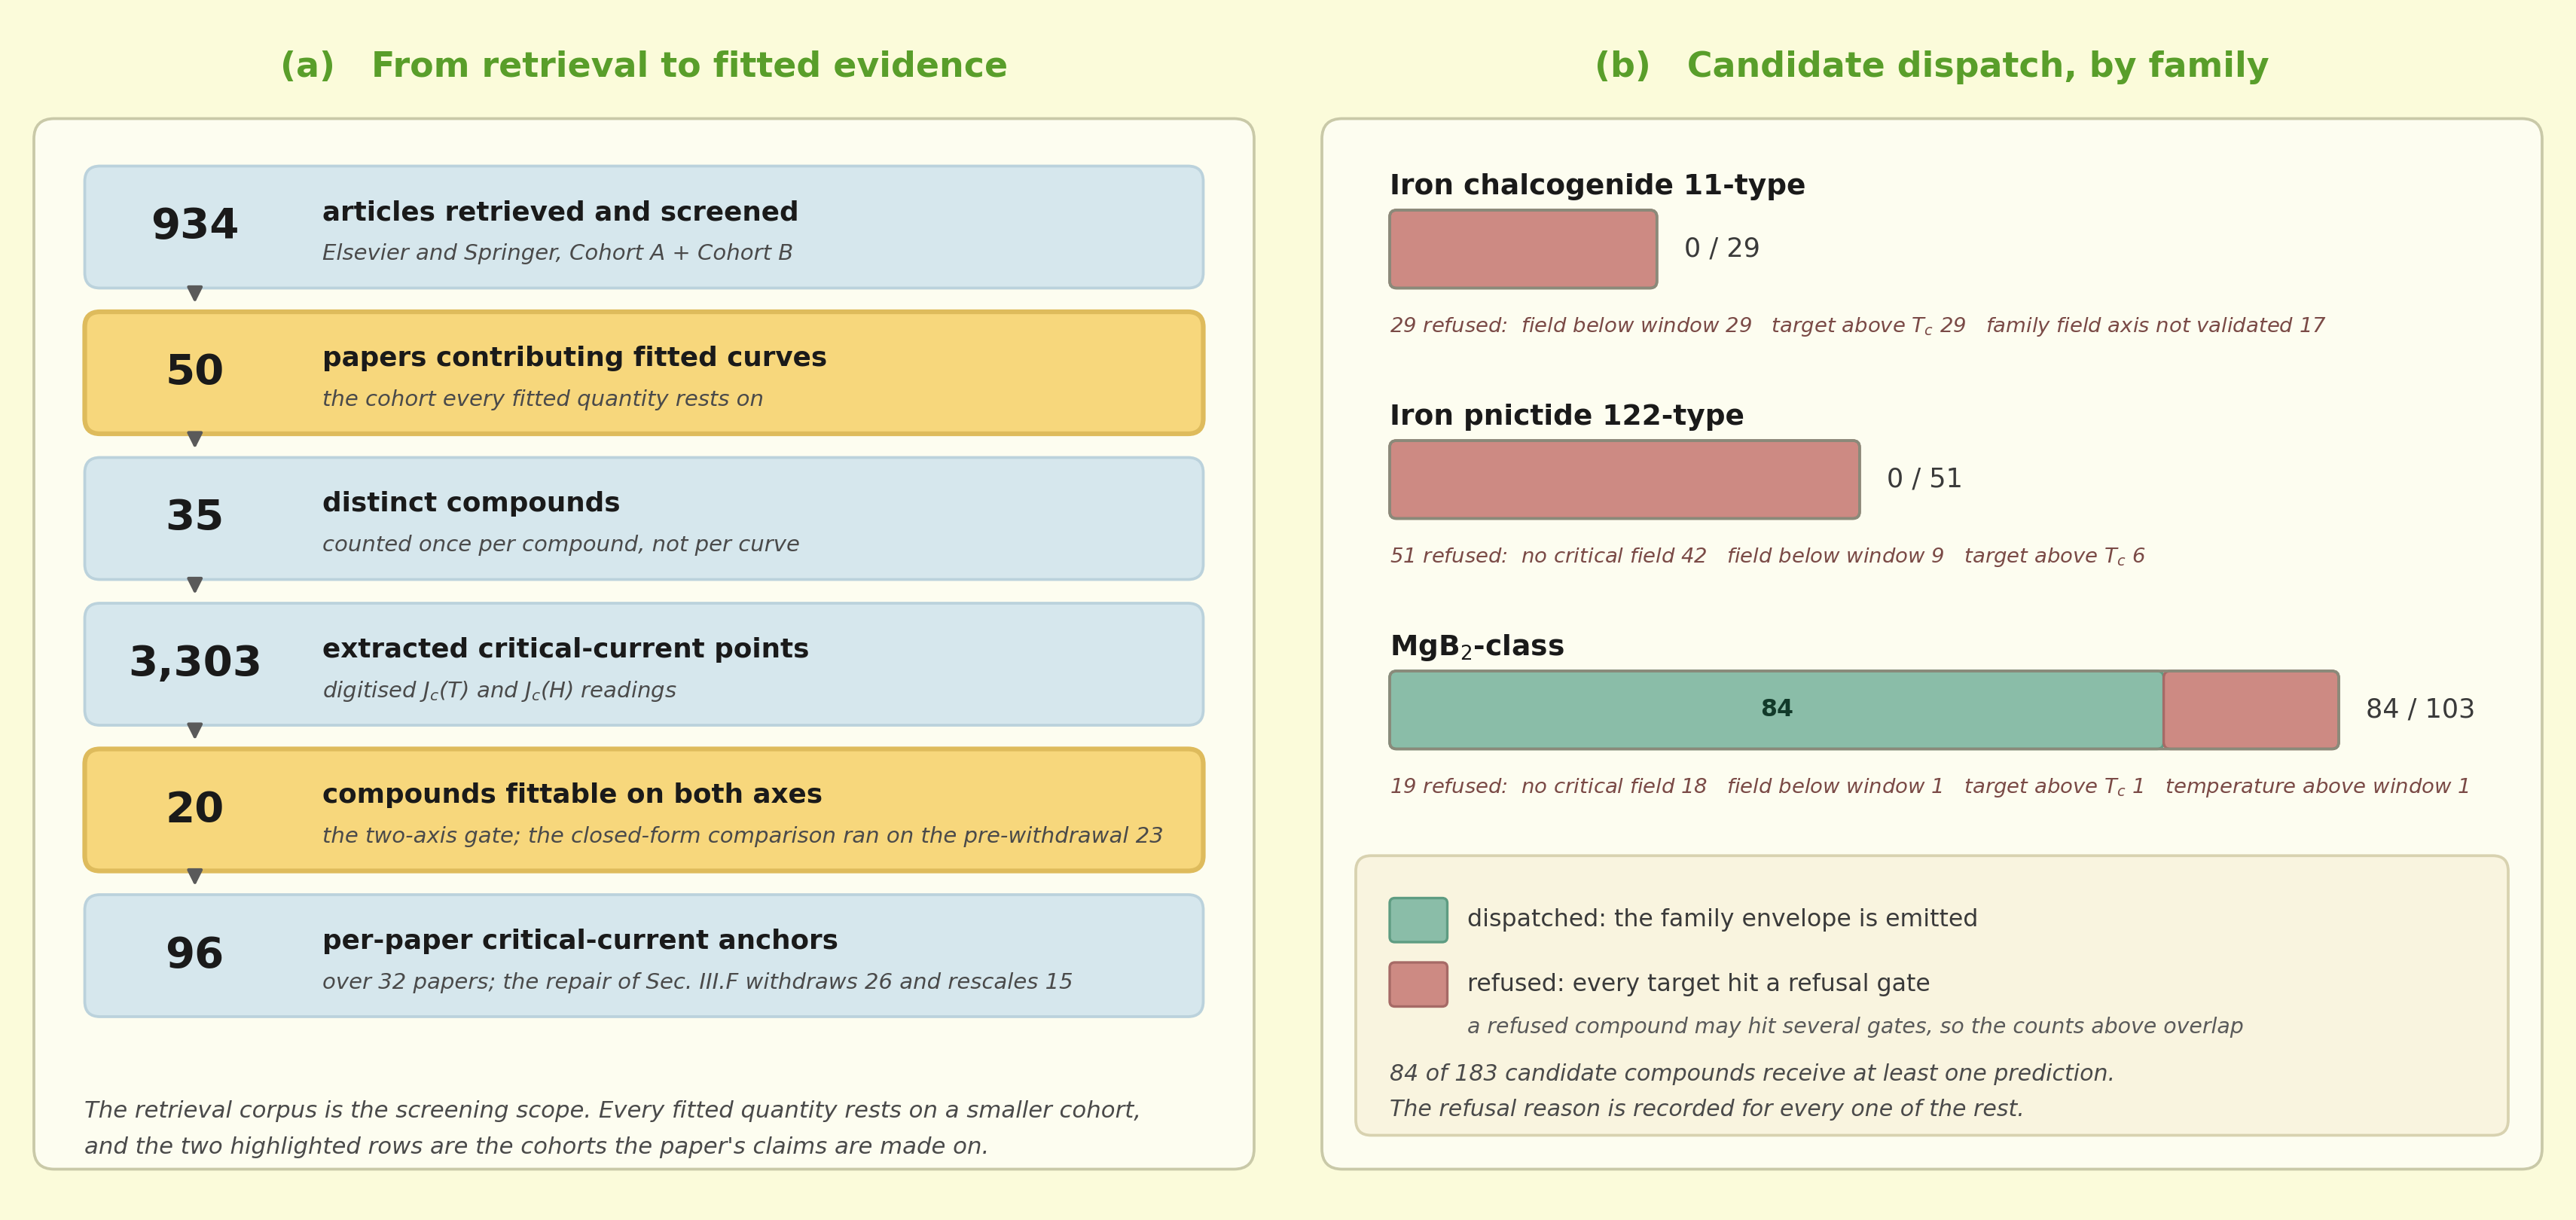 (a) From retrieval to fitted evidence
934
articles retrieved and screened
Elsevier and Springer, Cohort A + Cohort B
50
papers contributing fitted curves
the cohort every fitted quantity rests on
35
distinct compounds
counted once per compound, not per curve
3,303
extracted critical-current points
digitised Jc(T) and Jc(H) readings
20
compounds fittable on both axes
the two-axis gate; the closed-form comparison ran on the pre-withdrawal 23
96
per-paper critical-current anchors
over 32 papers; the repair of Sec. III.F withdraws 26 and rescales 15
The retrieval corpus is the screening scope. Every fitted quantity rests on a smaller cohort,
and the two highlighted rows are the cohorts the paper's claims are made on.
(b) Candidate dispatch, by family
Iron chalcogenide 11-type
0 / 29
29 refused: field below window 29 target above Tc 29 family field axis not validated 17
Iron pnictide 122-type
0 / 51
51 refused: no critical field 42 field below window 9 target above Tc 6
MgB2-class
84
84 / 103
19 refused: no critical field 18 field below window 1 target above Tc 1 temperature above window 1
dispatched: the family envelope is emitted
refused: every target hit a refusal gate
a refused compound may hit several gates, so the counts above overlap
84 of 183 candidate compounds receive at least one prediction.
The refusal reason is recorded for every one of the rest.